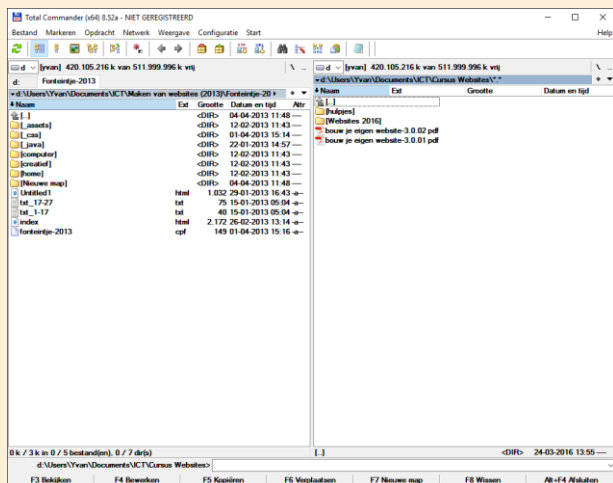 Total Commander (x64) 8.52a - NIET GEREGISTREERD
Bestand Markeren Opdracht Netwerk Weergave Configuratie Start Help
d [yvan] 420.105.216 k van 511.999.996 k vrij \ ..
d: Fonteintje-2013
d:\Users\Yvan\Documents\ICT\Maken van websites (2013)\Fonteintje-20 * ▼
Naam Ext Grootte Datum en tijd Attr
[..] <DIR> 04-04-2013 11:48 ----
[_assets] <DIR> 12-02-2013 11:43 ----
[_css] <DIR> 01-04-2013 15:14 ----
[_java] <DIR> 22-01-2013 14:57 ----
[computer] <DIR> 12-02-2013 11:43 ----
[creatief] <DIR> 12-02-2013 11:43 ----
[home] <DIR> 12-02-2013 11:43 ----
[Nieuwe map] <DIR> 04-04-2013 11:48 ----
Untitled1 html 1.032 29-01-2013 16:43 -a--
txt_17-27 txt 75 15-01-2013 05:04 -a--
txt_1-17 txt 40 15-01-2013 05:04 -a--
index html 2.172 26-02-2013 13:14 -a--
fonteintje-2013 cpf 149 01-04-2013 15:16 -a--
0 k / 3 k in 0 / 5 bestand(en), 0 / 7 dir(s)
d [yvan] 420.105.216 k van 511.999.996 k vrij \ ..
d:\Users\Yvan\Documents\ICT\Cursus Websites\*.* * ▼
Naam Ext Grootte Datum en tijd
[..]
[hulpjes]
[Websites 2016]
bouw je eigen website-3.0.02 pdf
bouw je eigen website-3.0.01 pdf
[..] <DIR> 24-03-2016 13:55 ----
d:\Users\Yvan\Documents\ICT\Cursus Websites>
F3 Bekijken F4 Bewerken F5 Kopiëren F6 Verplaatsen F7 Nieuwe map F8 Wissen Alt+F4 Afsluiten